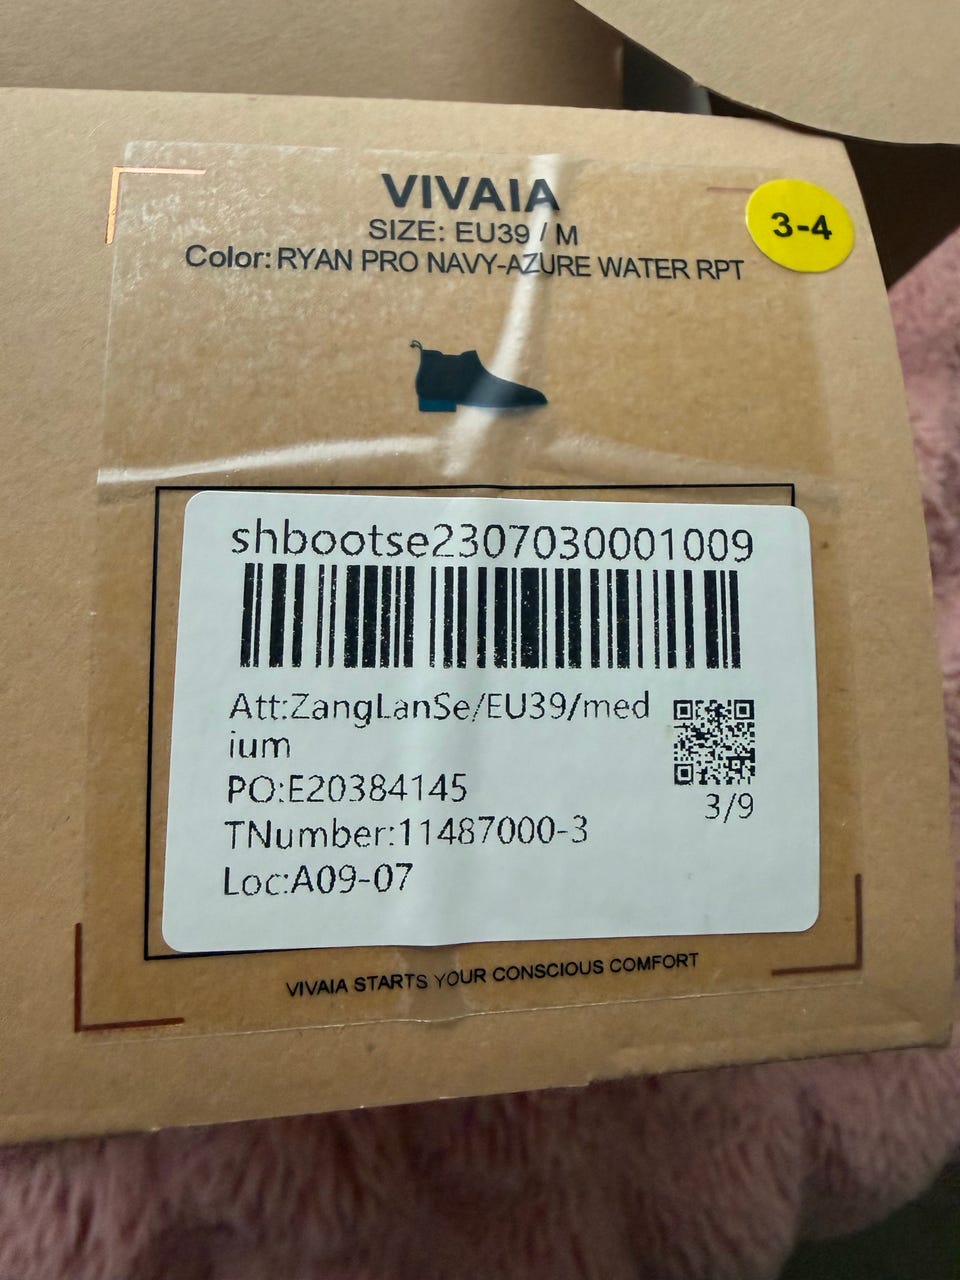 VIVAIA
SIZE: EU39 / M
Color: RYAN PRO NAVY-AZURE WATER RPT
3-4
shbootse2307030001009
Att:ZangLanSe/EU39/med
ium
PO:E20384145
TNumber:11487000-3
Loc:A09-07
3/9
VIVAIA STARTS YOUR CONSCIOUS COMFORT